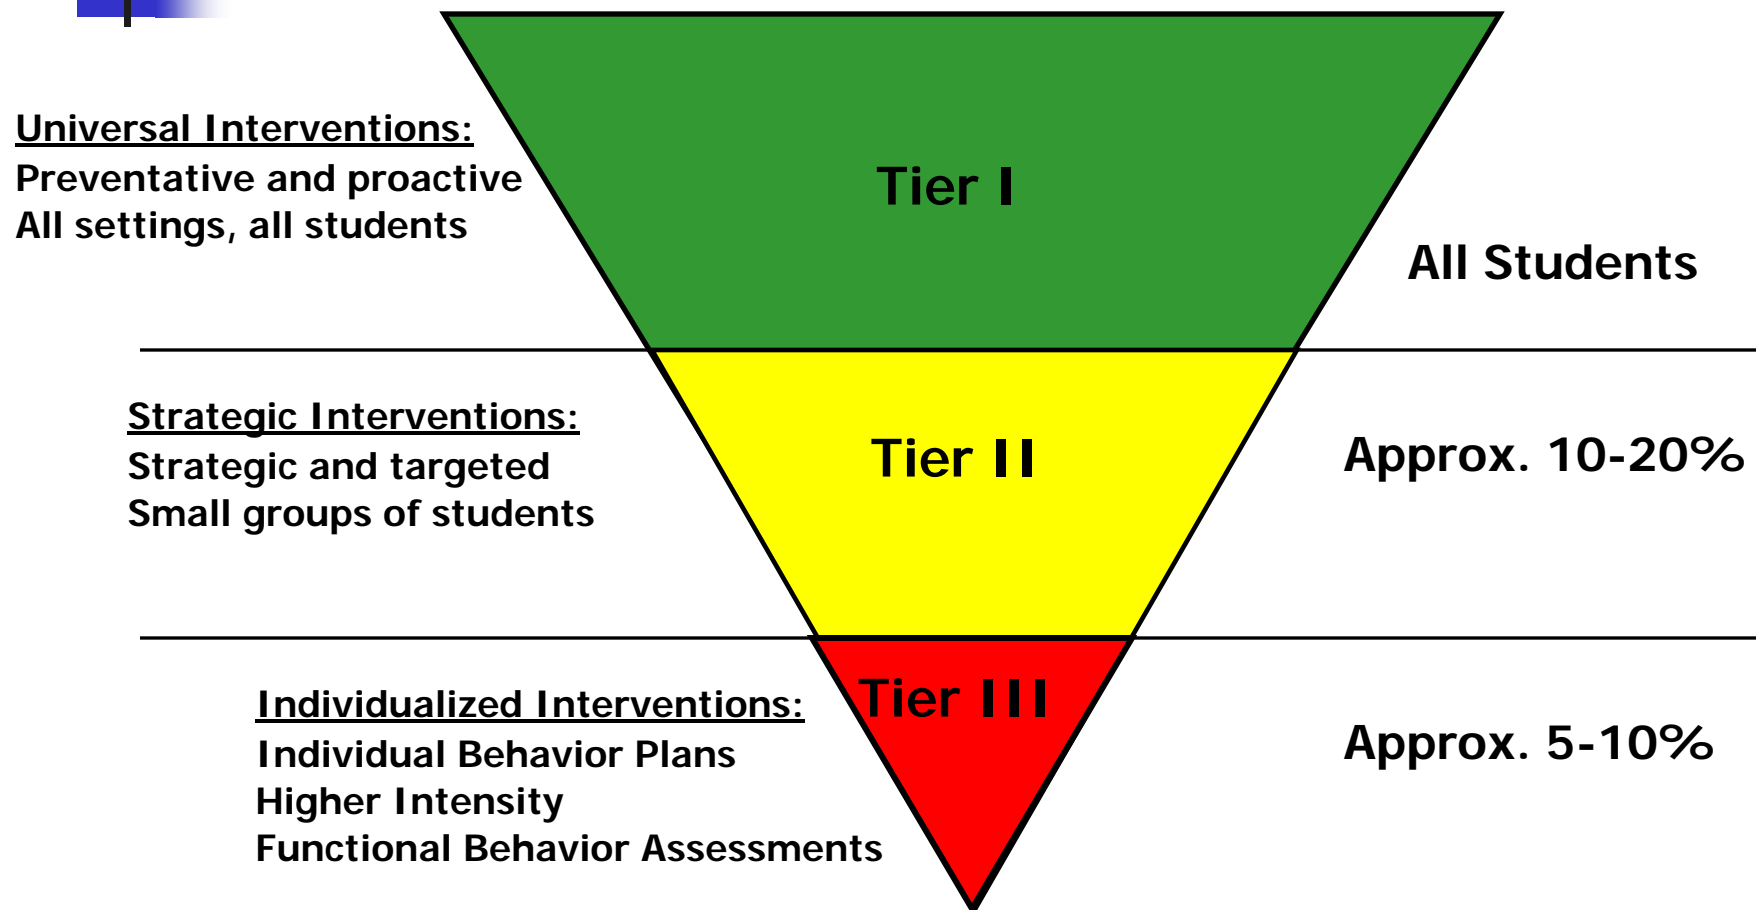 Universal Interventions:
Preventative and proactive
All settings, all students
Tier I
All Students
Strategic Interventions:
Strategic and targeted
Small groups of students
Tier II
Approx. 10-20%
Individualized Interventions:
Individual Behavior Plans
Higher Intensity
Functional Behavior Assessments
Tier III
Approx. 5-10%